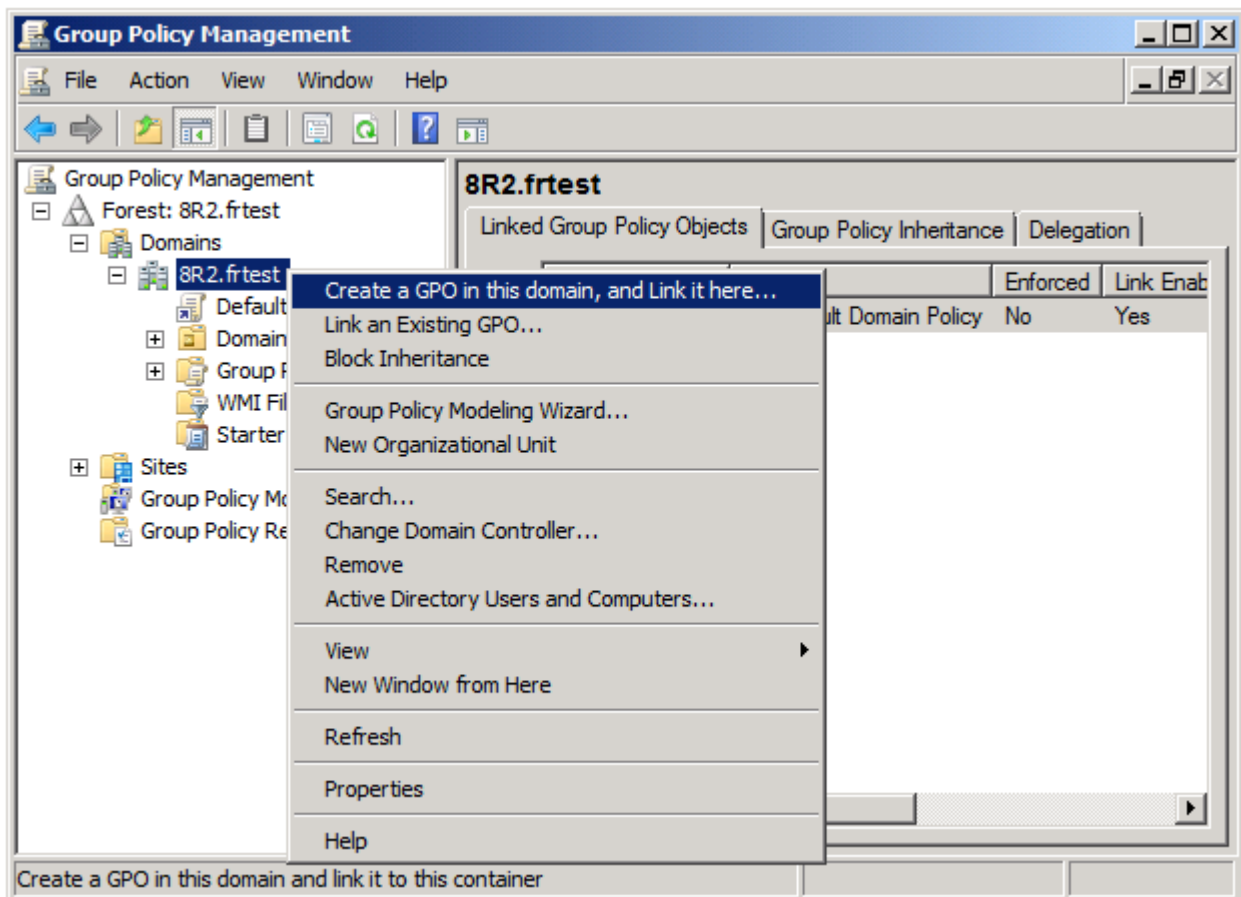 Group Policy Management
File Action View Window Help
Group Policy Management
Forest: 8R2.frtest
Domains
8R2.frtest
Default
Domain
Group
WMI
Starter
Sites
Group Policy
Group Policy
8R2.frtest
Linked Group Policy Objects Group Policy Inheritance Delegation
Enforced Link Enab
Domain Policy No Yes
Create a GPO in this domain, and Link it here...
Link an Existing GPO...
Block Inheritance
Group Policy Modeling Wizard...
New Organizational Unit
Search...
Change Domain Controller...
Remove
Active Directory Users and Computers...
View
New Window from Here
Refresh
Properties
Help
Create a GPO in this domain and link it to this container